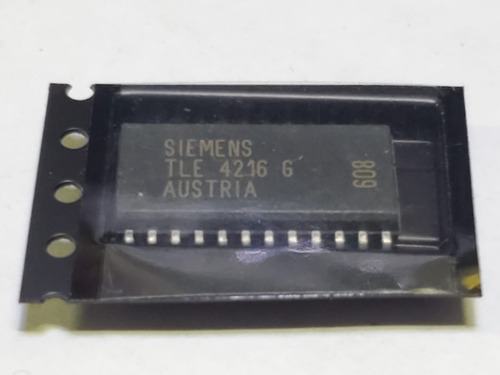 SIEMENS
TLE 4216 G
AUSTRIA
608